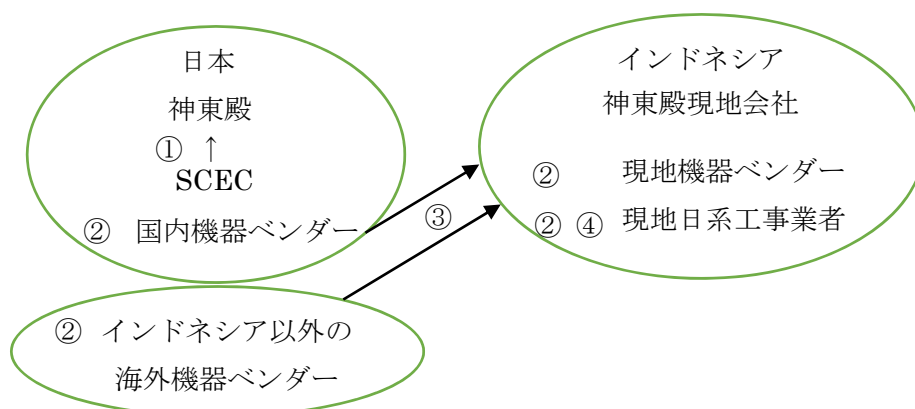 日本
神東殿
① ↑
SCEC
② 国内機器ベンダー
③
インドネシア
神東殿現地会社
② 現地機器ベンダー
② ④ 現地日系工事業者
② インドネシア以外の
海外機器ベンダー